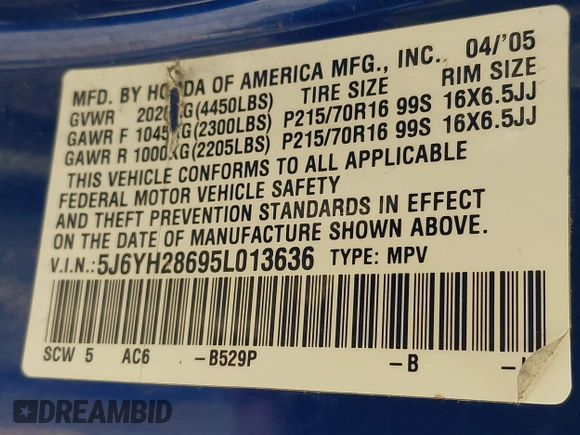 MFD. BY HONDA OF AMERICA MFG., INC. 04/'05
GVWR 2020KG(4450LBS) TIRE SIZE RIM SIZE
GAWR F 1045KG(2300LBS) P215/70R16 99S 16X6.5JJ
GAWR R 1000KG(2205LBS) P215/70R16 99S 16X6.5JJ
THIS VEHICLE CONFORMS TO ALL APPLICABLE
FEDERAL MOTOR VEHICLE SAFETY
AND THEFT PREVENTION STANDARDS IN EFFECT
ON THE DATE OF MANUFACTURE SHOWN ABOVE.
V.I.N.:5J6YH28695L013636 TYPE: MPV
SCW 5 AC6 -B529P -B
DREAMBID